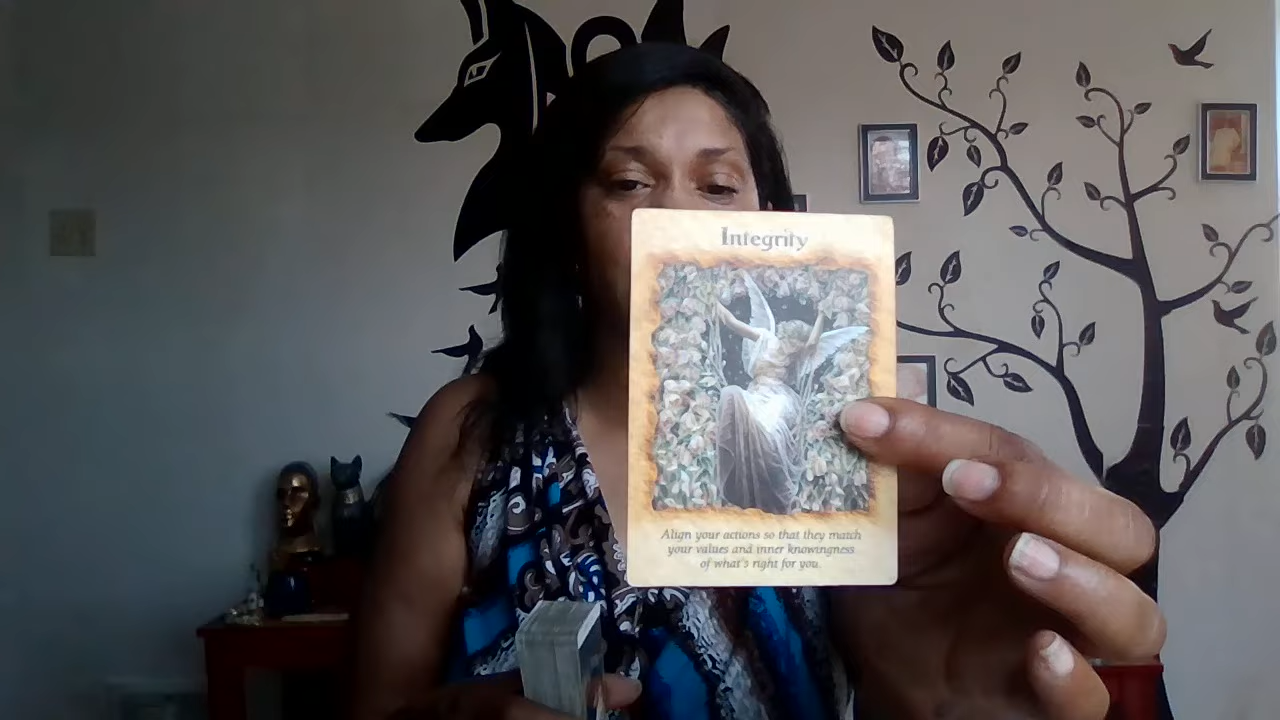 Integrity
Align your actions so that they match
your values and inner knowingness
of what's right for you.